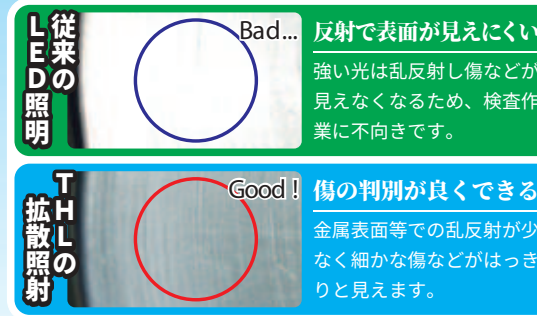 従来の
LED照明
Bad...
反射で表面が見えにくい
強い光は乱反射し傷などが
見えなくなるため、検査作
業に不向きです。
THLの
拡散照射
Good !
傷の判別が良くできる
金属表面等での乱反射が少
なく細かな傷などがはっき
りと見えます。